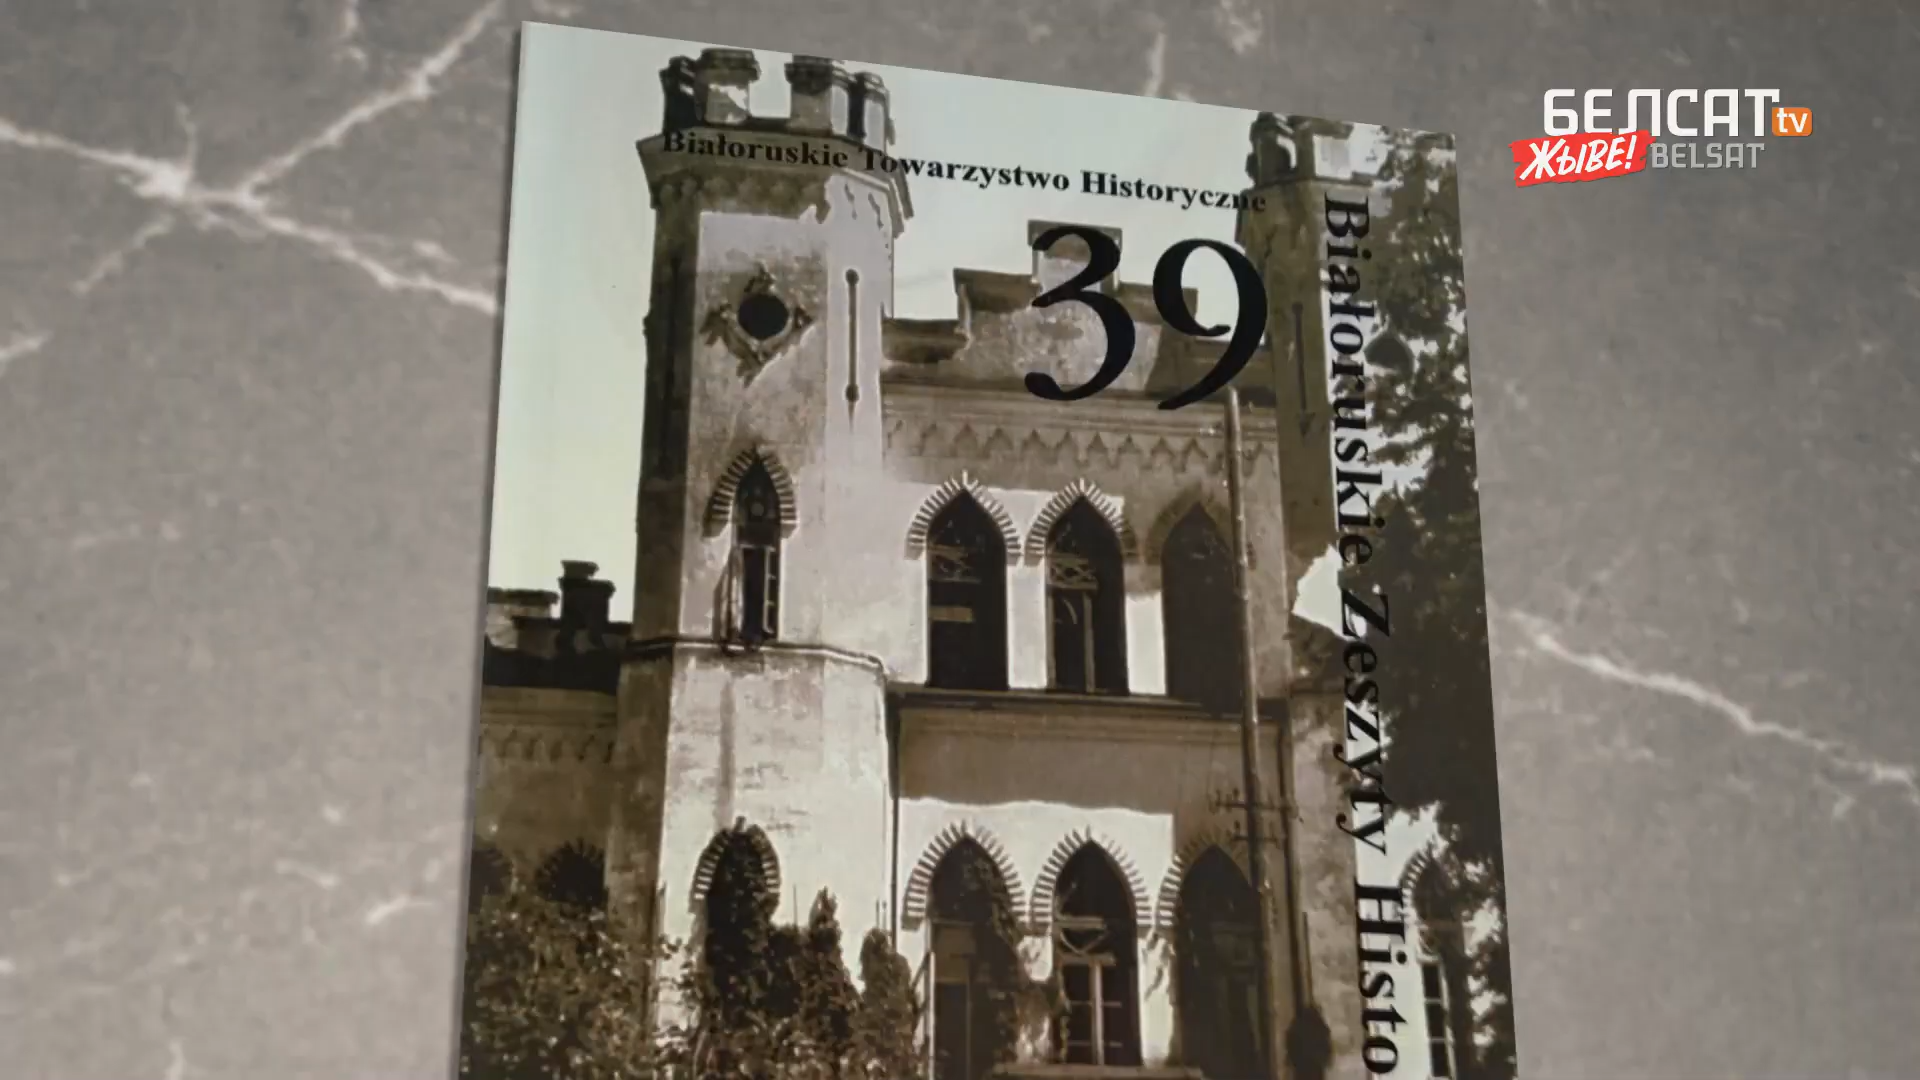 Białoruskie Towarzystwo Historyczne
39
Białoruskie Zeszyty Histo
БЕЛСАТ tv
ЖЫВЕ! BELSAT